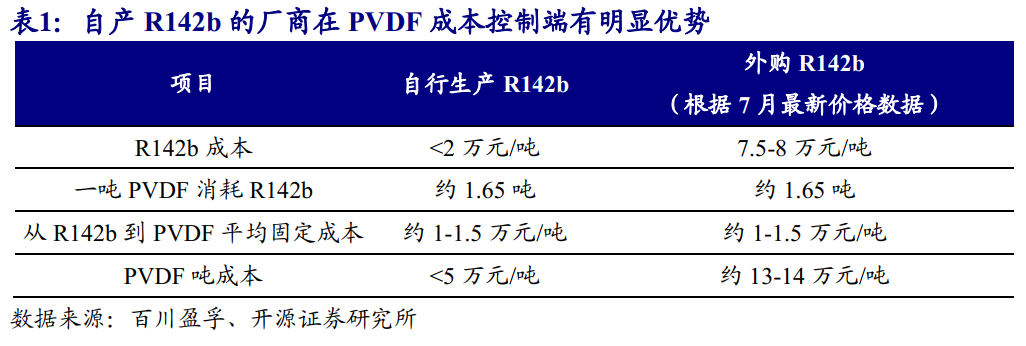 表1：自产 R142b 的厂商在 PVDF 成本控制端有明显优势
项目 自行生产 R142b 外购 R142b
（根据 7 月最新价格数据）
R142b 成本 <2 万元/吨 7.5-8 万元/吨
一吨 PVDF 消耗 R142b 约 1.65 吨 约 1.65 吨
从 R142b 到 PVDF 平均固定成本 约 1-1.5 万元/吨 约 1-1.5 万元/吨
PVDF 吨成本 <5 万元/吨 约 13-14 万元/吨
数据来源：百川盈孚、开源证券研究所